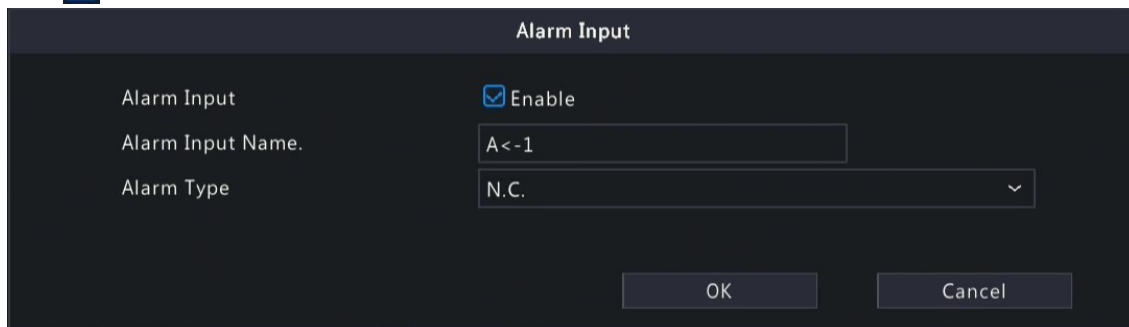 Alarm Input
Alarm Input Enable
Alarm Input Name. A<-1
Alarm Type N.C.
OK Cancel